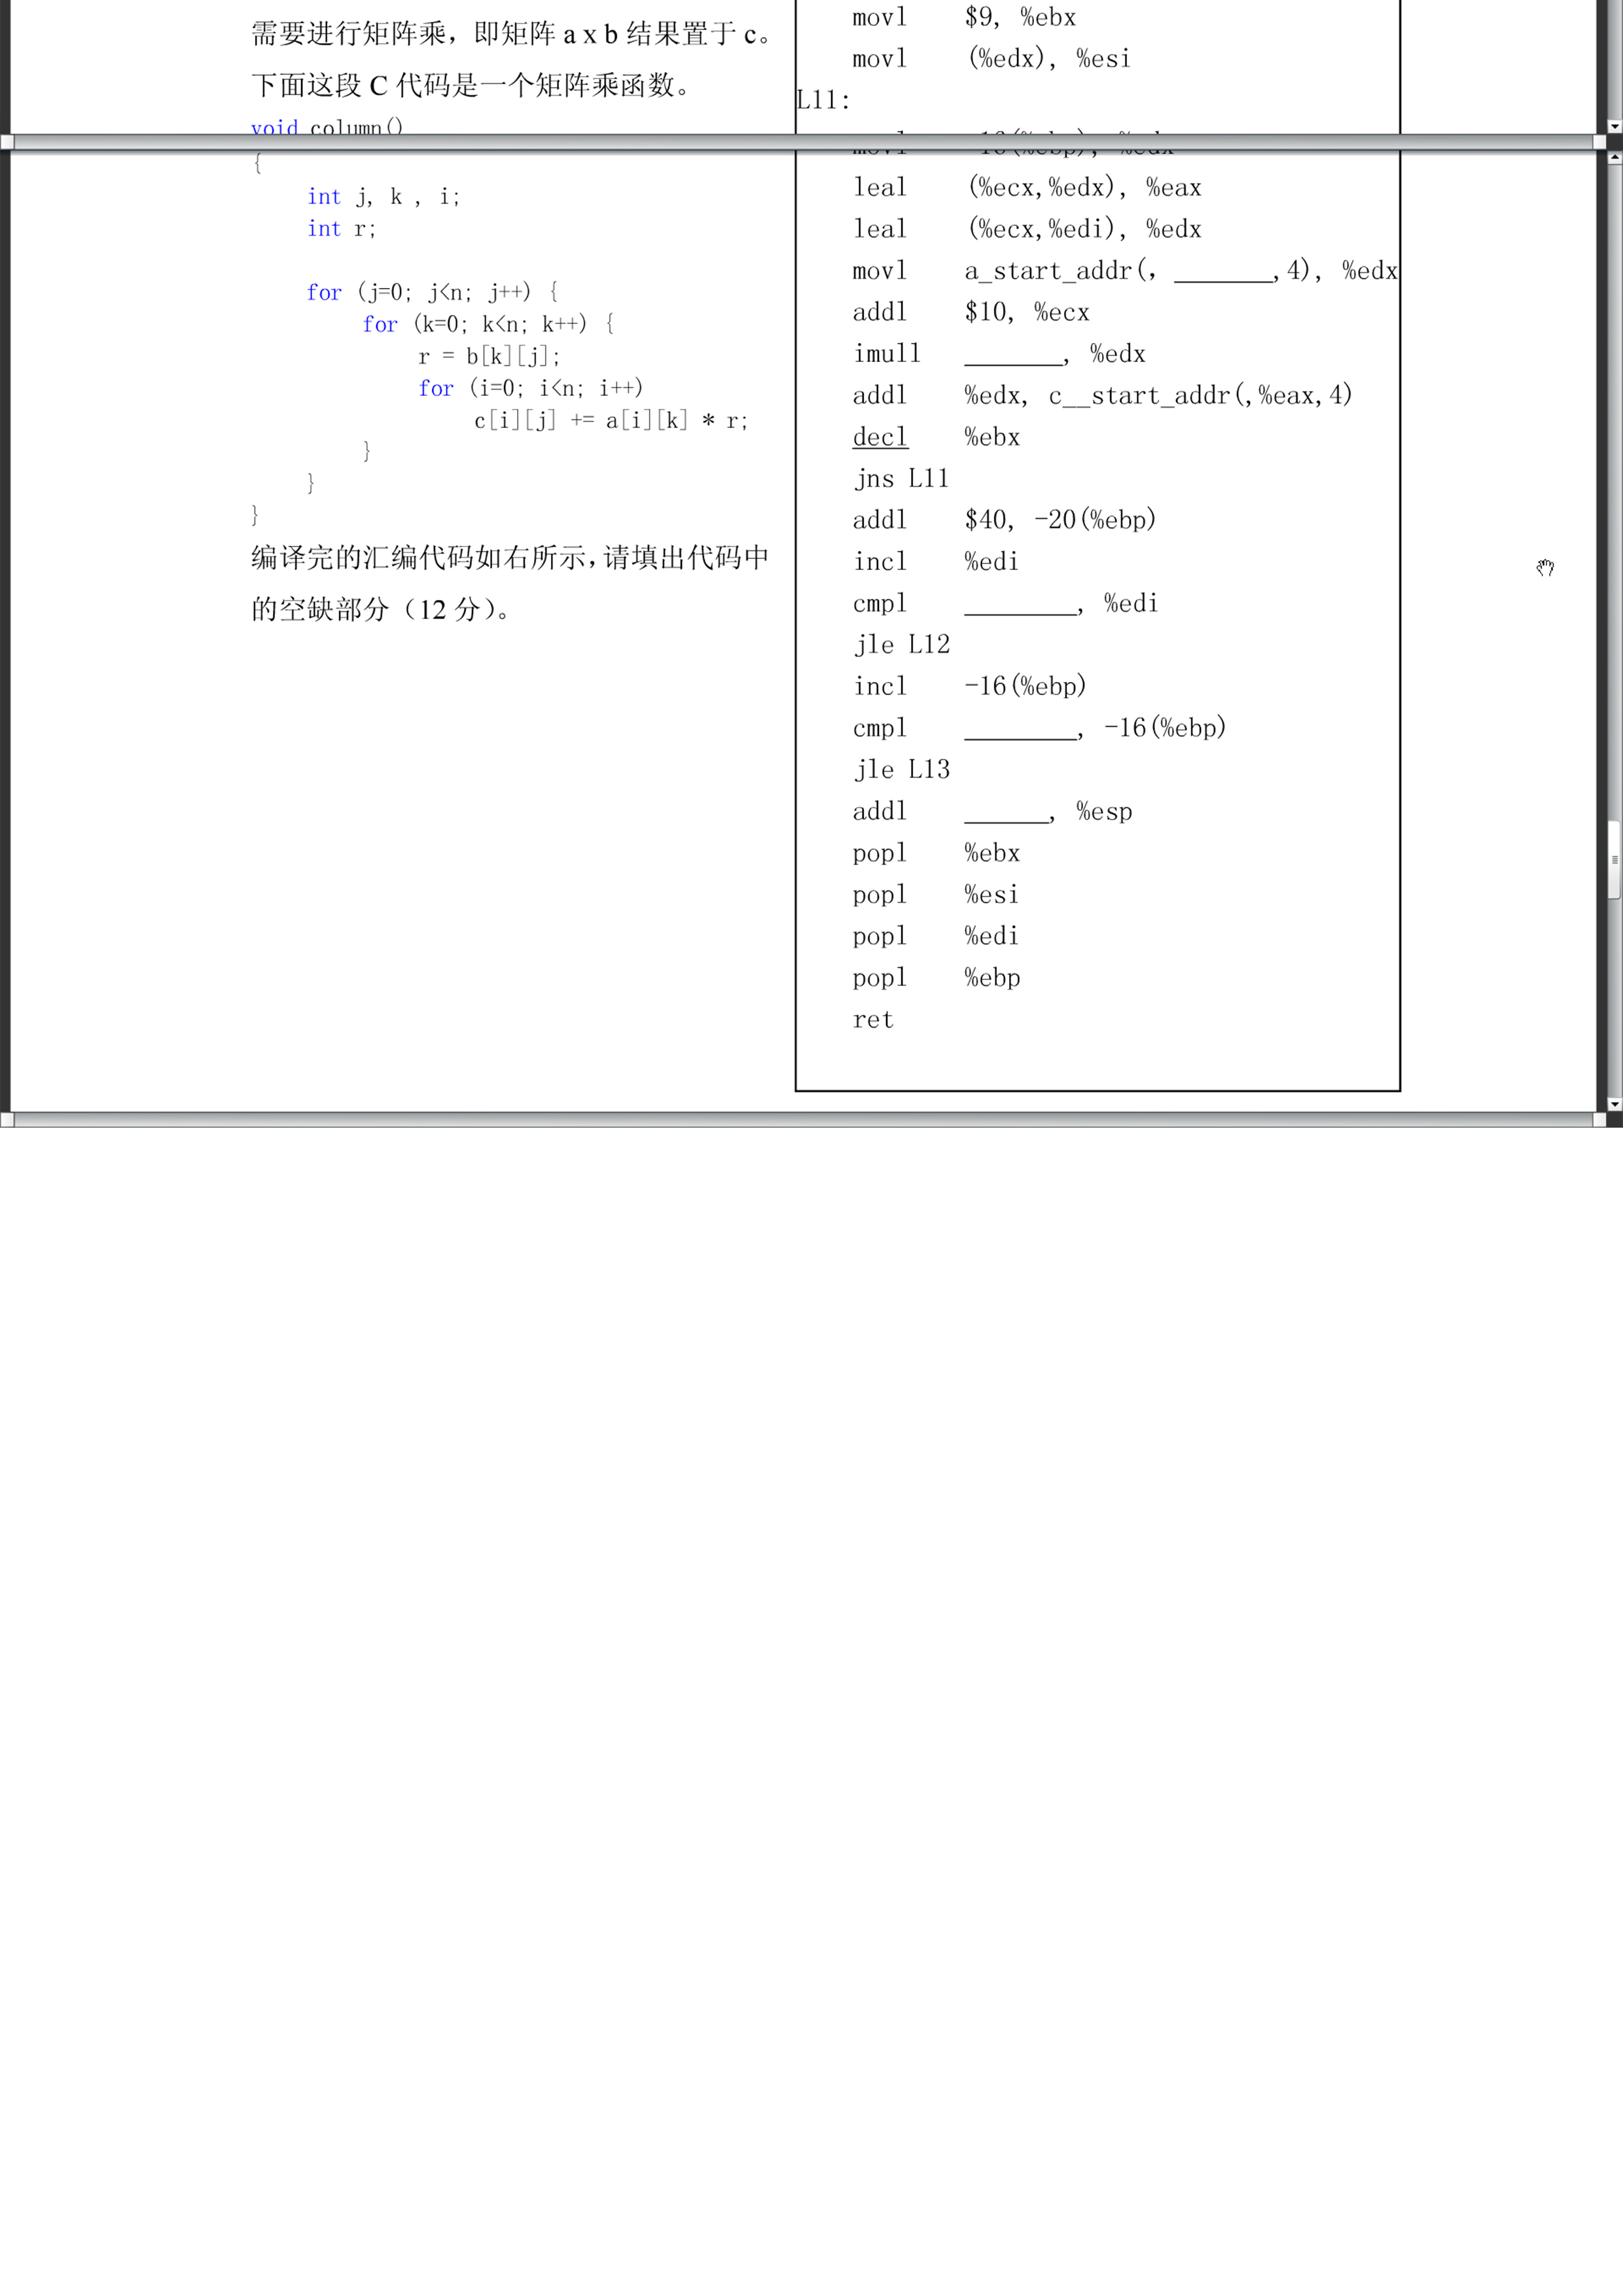 需要进行矩阵乘，即矩阵 a x b 结果置于 c。
下面这段 C 代码是一个矩阵乘函数。
void column()
{
int j, k , i;
int r;
for (j=0; j<n; j++) {
for (k=0; k<n; k++) {
r = b[k][j];
for (i=0; i<n; i++)
c[i][j] += a[i][k] * r;
}
}
}
编译完的汇编代码如右所示，请填出代码中
的空缺部分（12 分）。
movl $9, %ebx
movl (%edx), %esi
L11:
movl -16(%ebp), %edx
leal (%ecx,%edx), %eax
leal (%ecx,%edi), %edx
movl a_start_addr(, _______,4), %edx
addl $10, %ecx
imull _______, %edx
addl %edx, c__start_addr(,%eax,4)
decl %ebx
jns L11
addl $40, -20(%ebp)
incl %edi
cmpl ________, %edi
jle L12
incl -16(%ebp)
cmpl ________, -16(%ebp)
jle L13
addl ______, %esp
popl %ebx
popl %esi
popl %edi
popl %ebp
ret